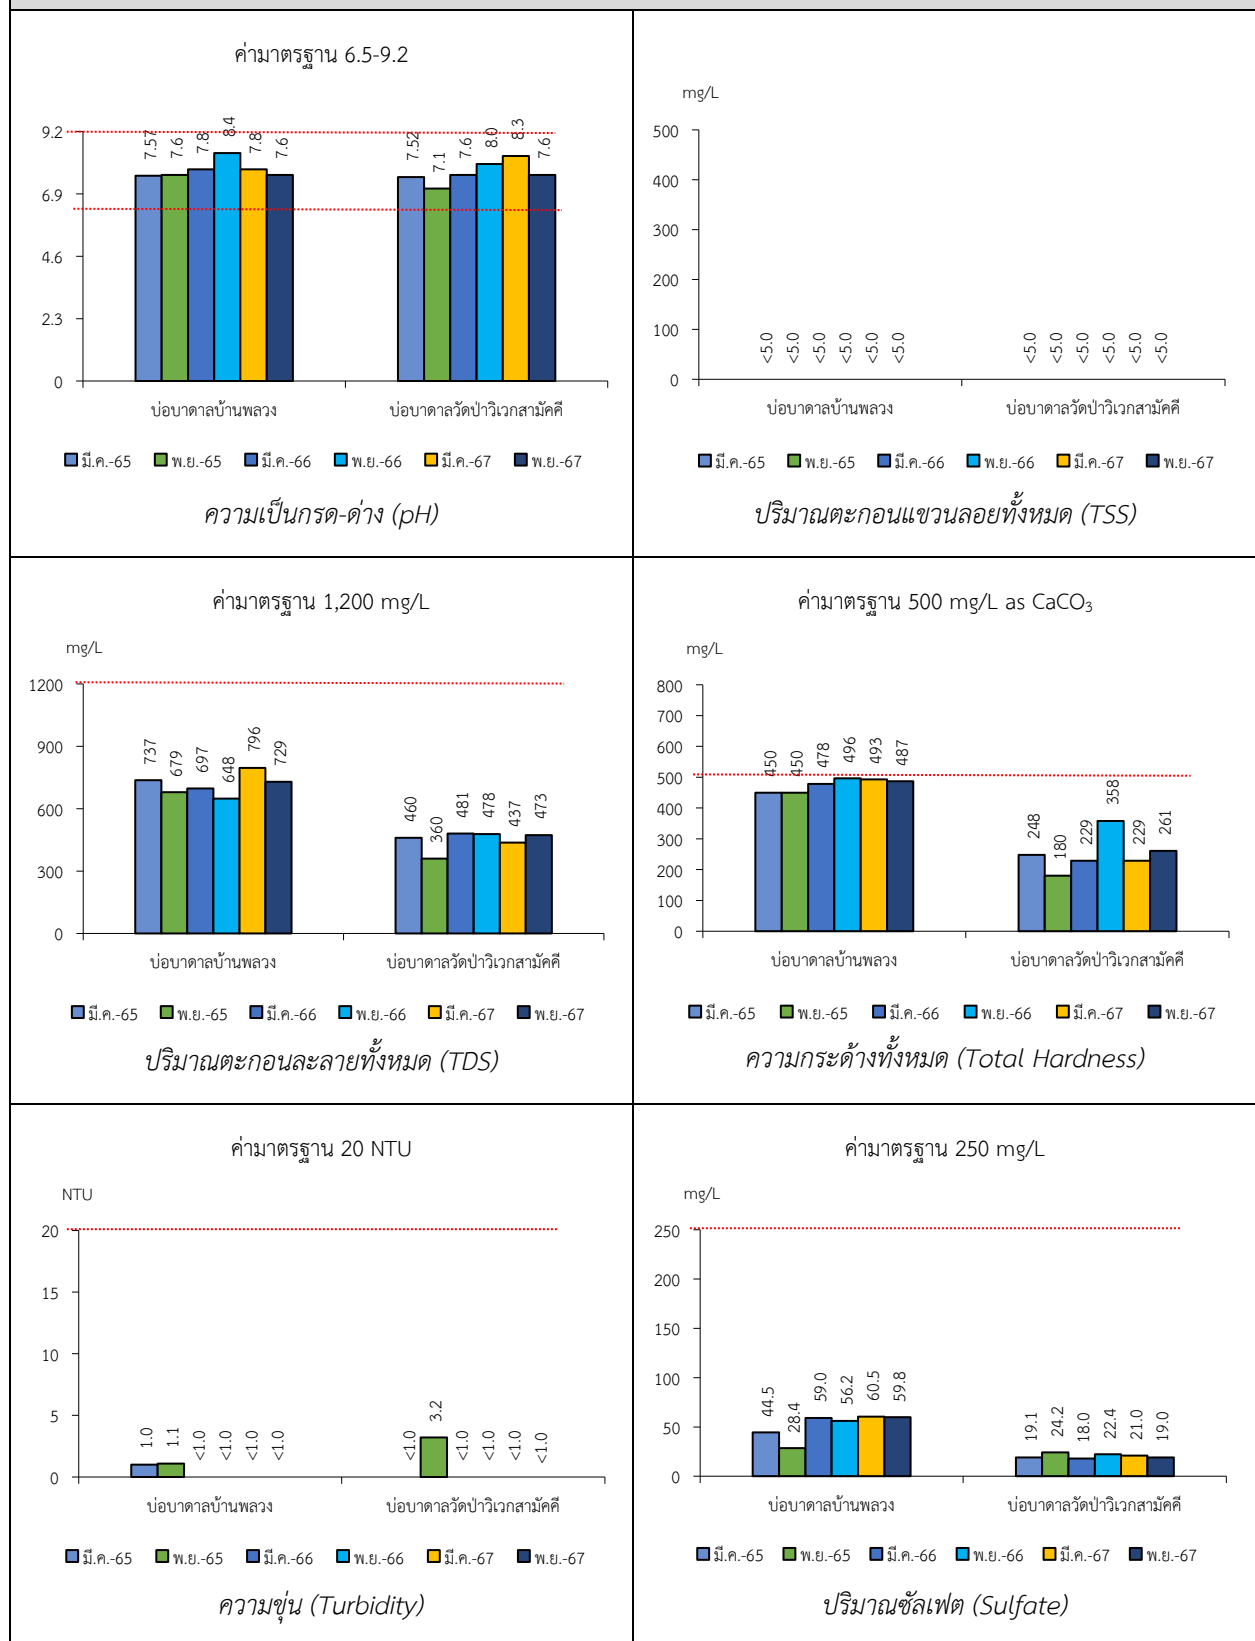 ค่ามาตรฐาน 6.5-9.2
9.2
6.9
4.6
2.3
0
7.57 7.6 7.8 8.4 7.8 7.6
7.52 7.1 7.6 8.0 8.3 7.6
บ่อบาดาลบ้านพลวง บ่อบาดาลวัดป่าวิเวกสามัคคี
มี.ค.-65 พ.ย.-65 มี.ค.-66 พ.ย.-66 มี.ค.-67 พ.ย.-67
ความเป็นกรด-ด่าง (pH)
mg/L
500
400
300
200
100
0
<5.0 <5.0 <5.0 <5.0 <5.0 <5.0
<5.0 <5.0 <5.0 <5.0 <5.0 <5.0
บ่อบาดาลบ้านพลวง บ่อบาดาลวัดป่าวิเวกสามัคคี
มี.ค.-65 พ.ย.-65 มี.ค.-66 พ.ย.-66 มี.ค.-67 พ.ย.-67
ปริมาณตะกอนแขวนลอยทั้งหมด (TSS)
ค่ามาตรฐาน 1,200 mg/L
mg/L
1200
900
600
300
0
737 679 697 648 796 729
460 360 481 478 437 473
บ่อบาดาลบ้านพลวง บ่อบาดาลวัดป่าวิเวกสามัคคี
มี.ค.-65 พ.ย.-65 มี.ค.-66 พ.ย.-66 มี.ค.-67 พ.ย.-67
ปริมาณตะกอนละลายทั้งหมด (TDS)
ค่ามาตรฐาน 500 mg/L as CaCO₃
mg/L
800
700
600
500
400
300
200
100
0
450 450 478 496 493 487
248 180 229 358 229 261
บ่อบาดาลบ้านพลวง บ่อบาดาลวัดป่าวิเวกสามัคคี
มี.ค.-65 พ.ย.-65 มี.ค.-66 พ.ย.-66 มี.ค.-67 พ.ย.-67
ความกระด้างทั้งหมด (Total Hardness)
ค่ามาตรฐาน 20 NTU
NTU
20
15
10
5
0
1.0 1.1 <1.0 <1.0 <1.0 <1.0
<1.0 3.2 <1.0 <1.0 <1.0 <1.0
บ่อบาดาลบ้านพลวง บ่อบาดาลวัดป่าวิเวกสามัคคี
มี.ค.-65 พ.ย.-65 มี.ค.-66 พ.ย.-66 มี.ค.-67 พ.ย.-67
ความขุ่น (Turbidity)
ค่ามาตรฐาน 250 mg/L
mg/L
250
200
150
100
50
0
44.5 28.4 59.0 56.2 60.5 59.8
19.1 24.2 18.0 22.4 21.0 19.0
บ่อบาดาลบ้านพลวง บ่อบาดาลวัดป่าวิเวกสามัคคี
มี.ค.-65 พ.ย.-65 มี.ค.-66 พ.ย.-66 มี.ค.-67 พ.ย.-67
ปริมาณซัลเฟต (Sulfate)